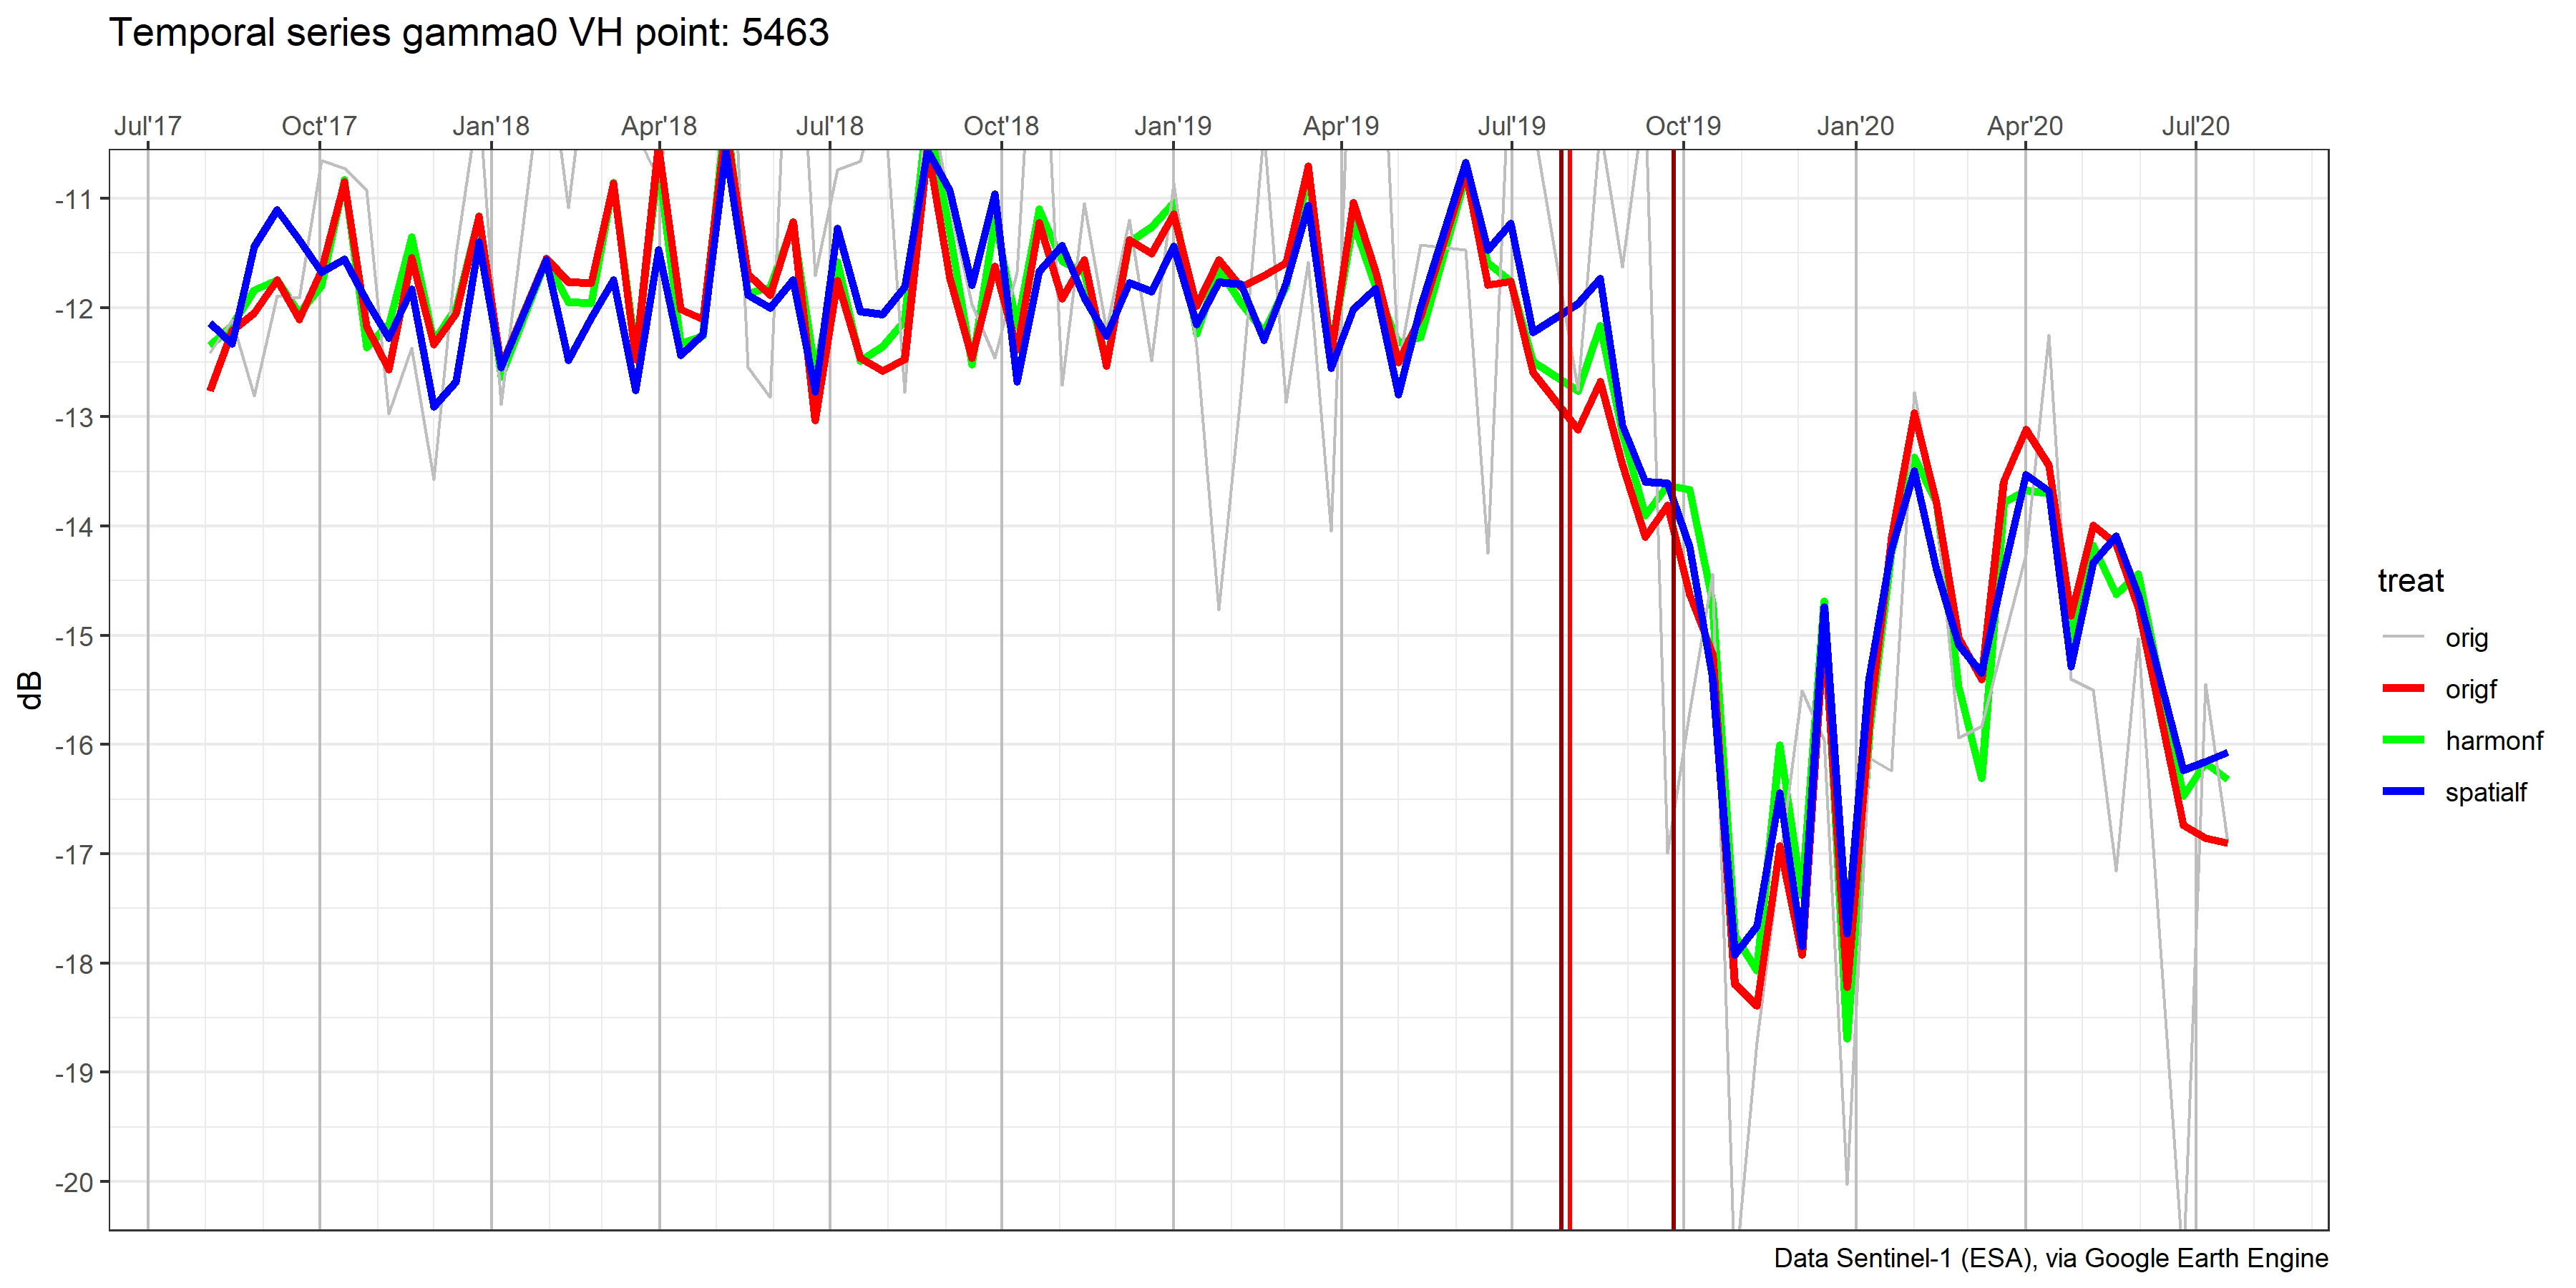 Temporal series gamma0 VH point: 5463
Jul'17 Oct'17 Jan'18 Apr'18 Jul'18 Oct'18 Jan'19 Apr'19 Jul'19 Oct'19 Jan'20 Apr'20 Jul'20
-11
-12
-13
-14
-15
-16
-17
-18
-19
-20
dB
treat
orig
origf
harmonf
spatialf
Data Sentinel-1 (ESA), via Google Earth Engine